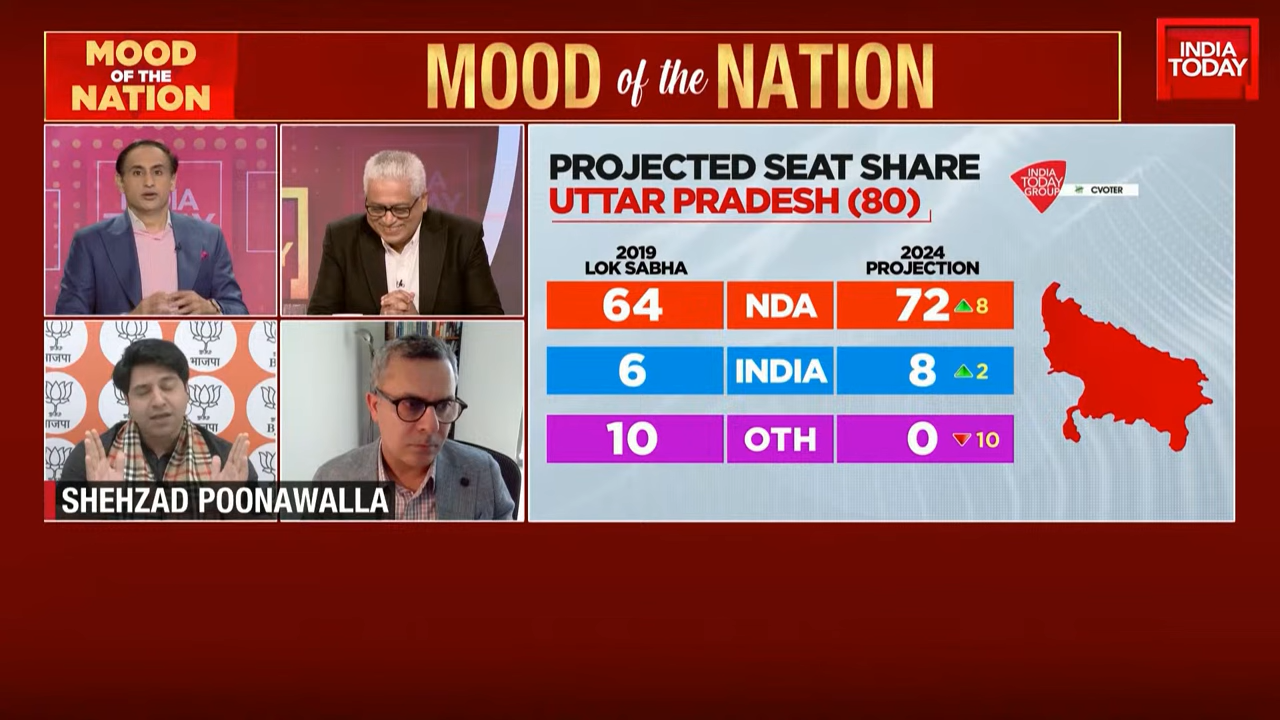 MOOD
OF THE
NATION
MOOD of the NATION
INDIA
TODAY
PROJECTED SEAT SHARE
UTTAR PRADESH (80)
INDIA
TODAY
GROUP
CVOTER
2019
LOK SABHA
2024
PROJECTION
64 NDA 72 8
6 INDIA 8 2
10 OTH 0 10
भाजपा
SHEHZAD POONAWALLA